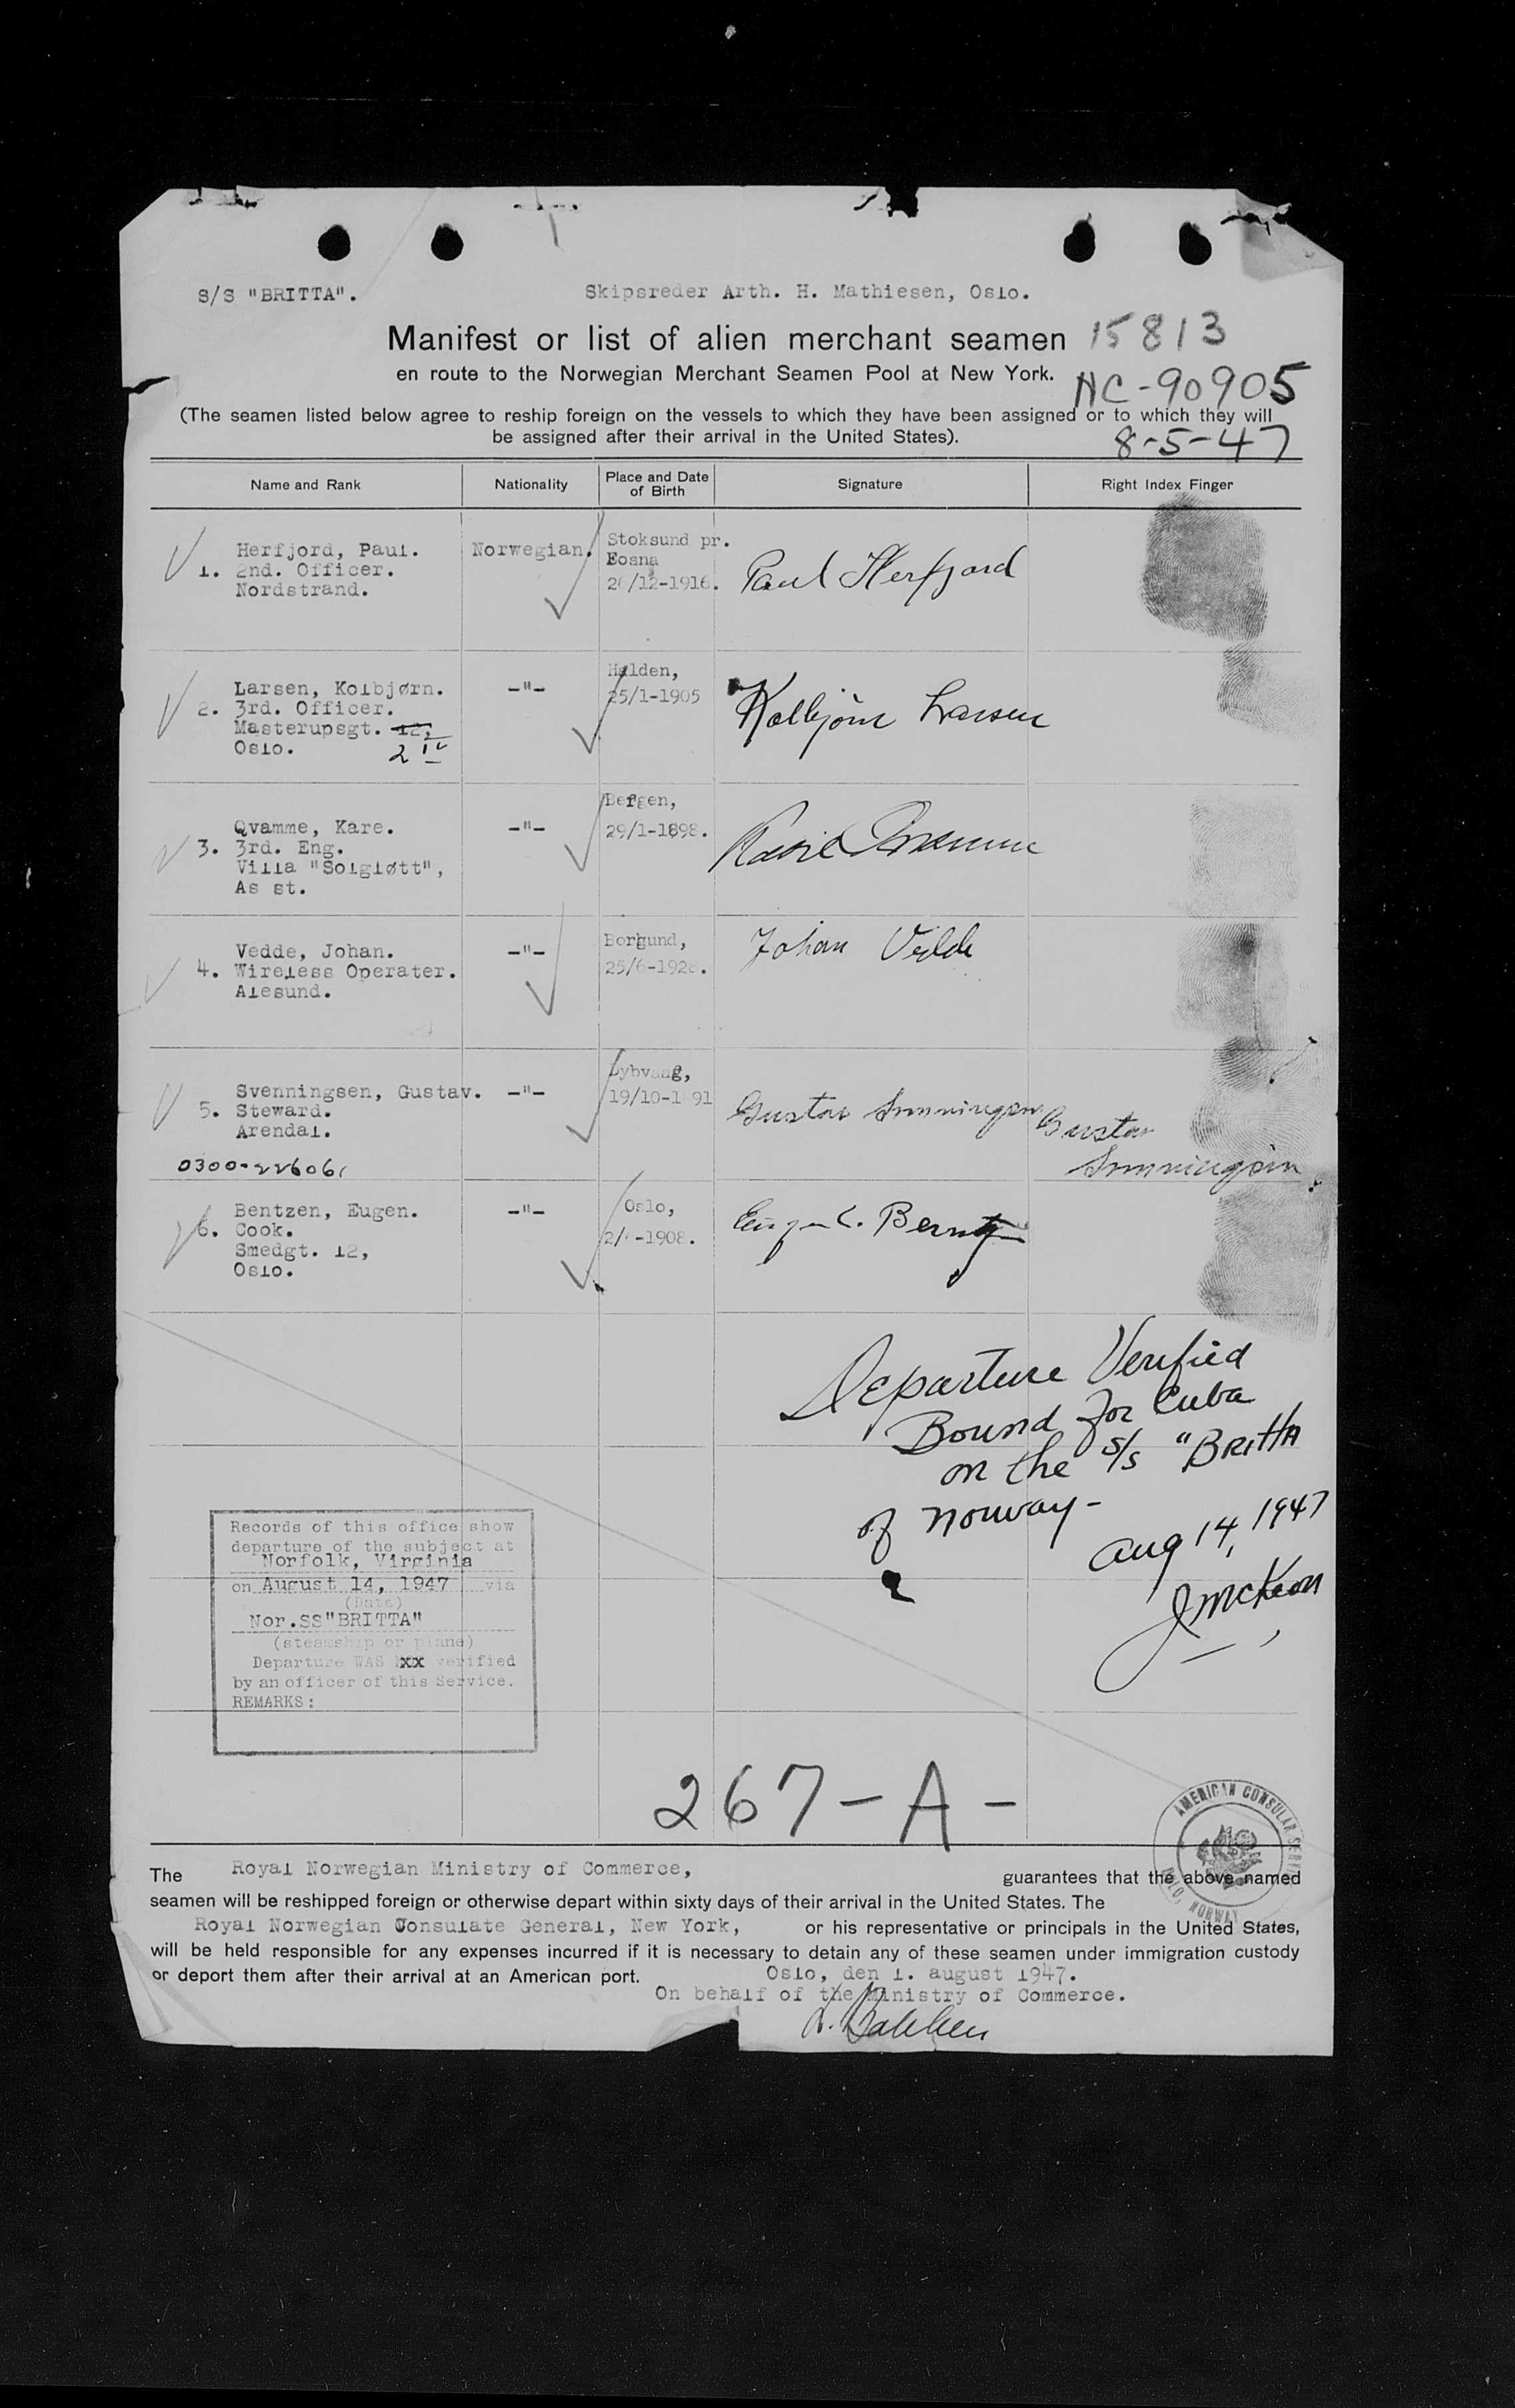 S/S "BRITTA".
Skipsreder Arth. H. Mathiesen, Oslo.
Manifest or list of alien merchant seamen 15813
en route to the Norwegian Merchant Seamen Pool at New York.
NC-90905
(The seamen listed below agree to reship foreign on the vessels to which they have been assigned or to which they will
be assigned after their arrival in the United States).
8-5-47
Name and Rank
Nationality
Place and Date
of Birth
Signature
Right Index Finger
1. Herfjord, Paul.
2nd. Officer.
Nordstrand.
Norwegian.
Stoksund pr.
Eosna
/12-1916.
Paul Herfjord
2. Larsen, Kolbjørn.
3rd. Officer.
Masterupsgt.
Oslo.
-"-
Halden,
25/1-1905
Kolbjörn Larsen
3. Qvamme, Kare.
3rd. Eng.
Villa "Solgløtt",
As st.
-"-
Bergen,
29/1-1898.
4. Vedde, Johan.
Wireless Operater.
Alesund.
-"-
Borgund,
25/6-192
Johan Vedde
5. Svenningsen, Gustav.
Steward.
Arendal.
-"-
Dybvaag,
19/10-1891
Gustav Svenningsen
Gustav
Svenningsen
0300-226061
6. Bentzen, Eugen.
Cook.
Smedgt. 12,
Oslo.
-"-
Oslo,
-1908.
Departure Verified
Bound for Cuba
on the S/S "Britta
of Norway-
Aug 14, 1947
J McKeon
Records of this office show
departure of the subject at
Norfolk, Virginia
on August 14, 1947 via
(Date)
Nor.SS"BRITTA"
(steamship or plane)
Departure WAS xx verified
by an officer of this Service.
REMARKS:
267-A-
AMERICAN CONSULAR
OSLO, NORWAY
The Royal Norwegian Ministry of Commerce, guarantees that the above named
seamen will be reshipped foreign or otherwise depart within sixty days of their arrival in the United States. The
Royal Norwegian Consulate General, New York, or his representative or principals in the United States,
will be held responsible for any expenses incurred if it is necessary to detain any of these seamen under immigration custody
or deport them after their arrival at an American port.
Oslo, den 1. august 1947.
On behalf of the Ministry of Commerce.